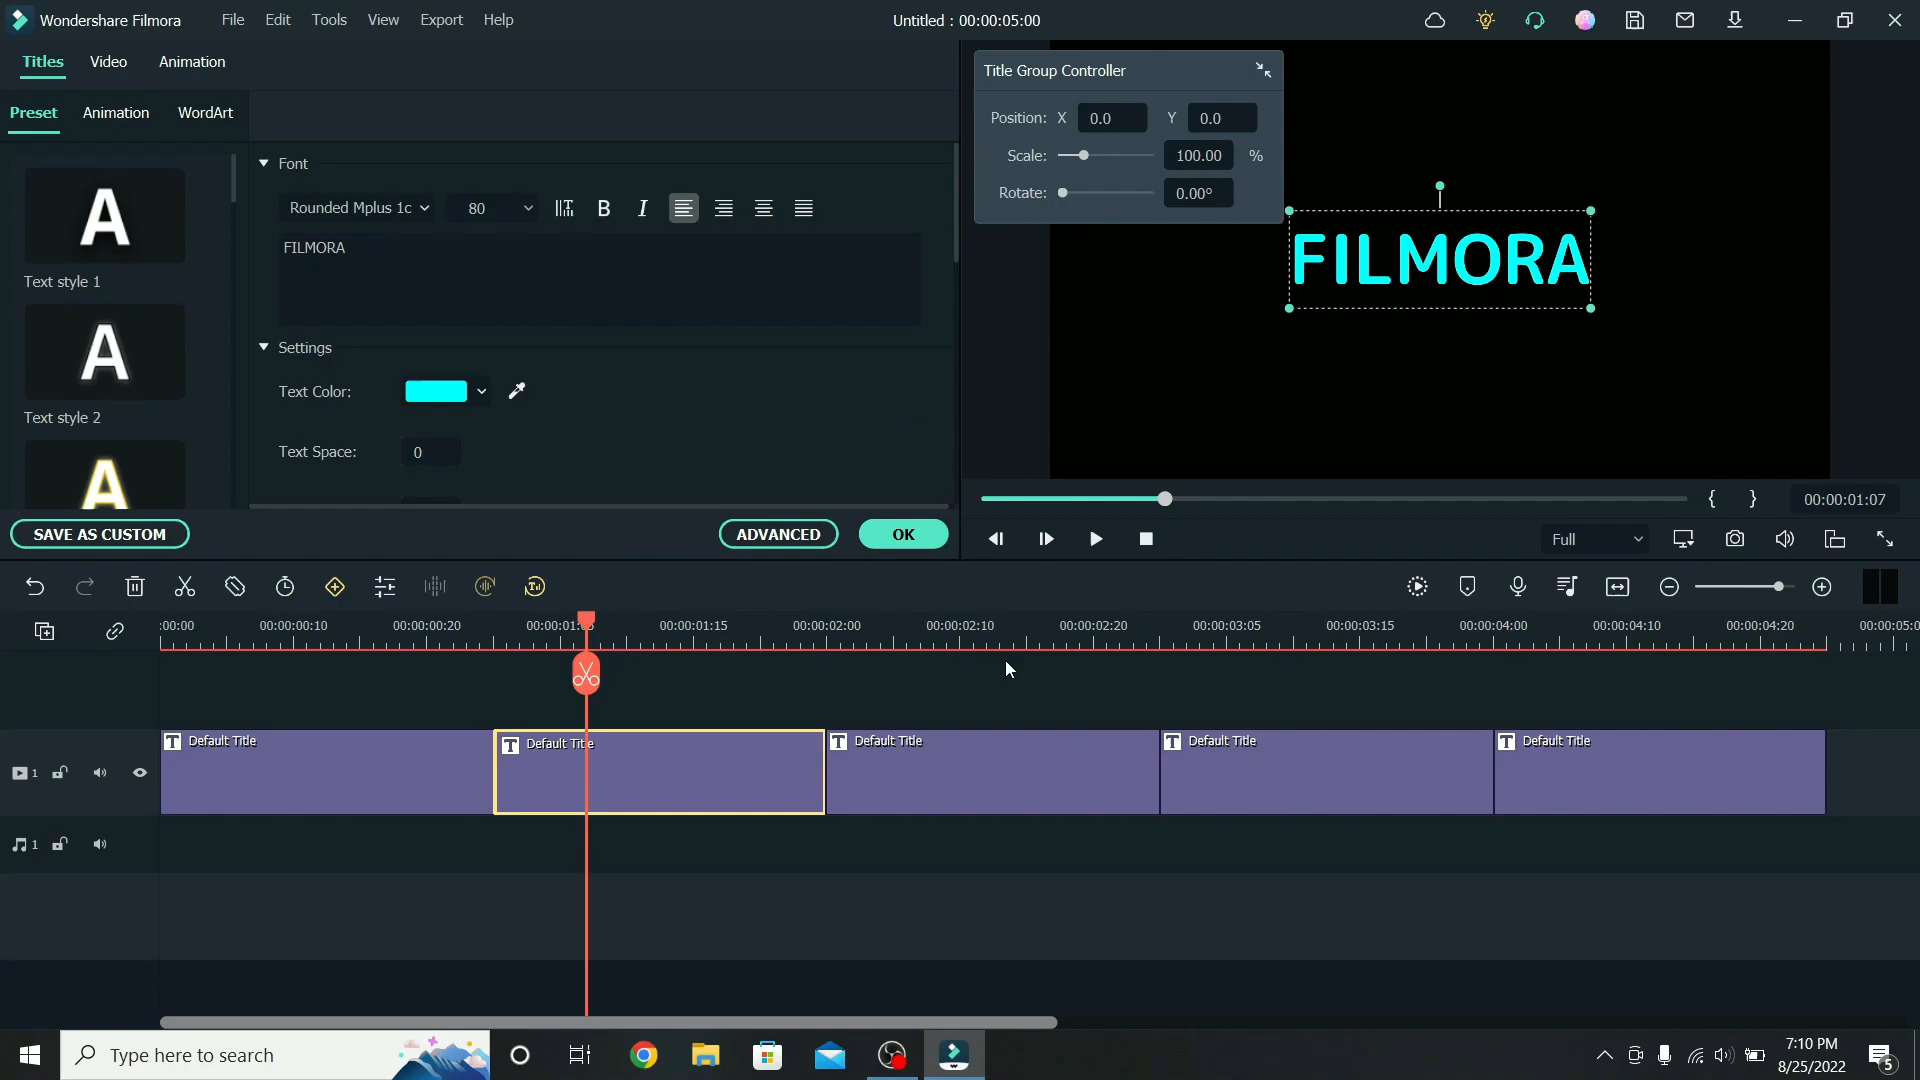 Wondershare Filmora File Edit Tools View Export Help Untitled : 00:00:05:00
Titles Video Animation
Preset Animation WordArt
Font
Rounded Mplus 1c 80 B I
FILMORA
A
Text style 1
Settings
A
Text Color:
Text style 2
Text Space: 0
A
SAVE AS CUSTOM ADVANCED OK
Title Group Controller
Position: X 0.0 Y 0.0
Scale: 100.00 %
Rotate: 0.00°
FILMORA
{ } 00:00:01:07
Full
:00:00 00:00:00:10 00:00:00:20 00:00:01:05 00:00:01:15 00:00:02:00 00:00:02:10 00:00:02:20 00:00:03:05 00:00:03:15 00:00:04:00 00:00:04:10 00:00:04:20 00:00:05:0
T Default Title T Default Title T Default Title T Default Title T Default Title
1
1
Type here to search
7:10 PM
8/25/2022
5